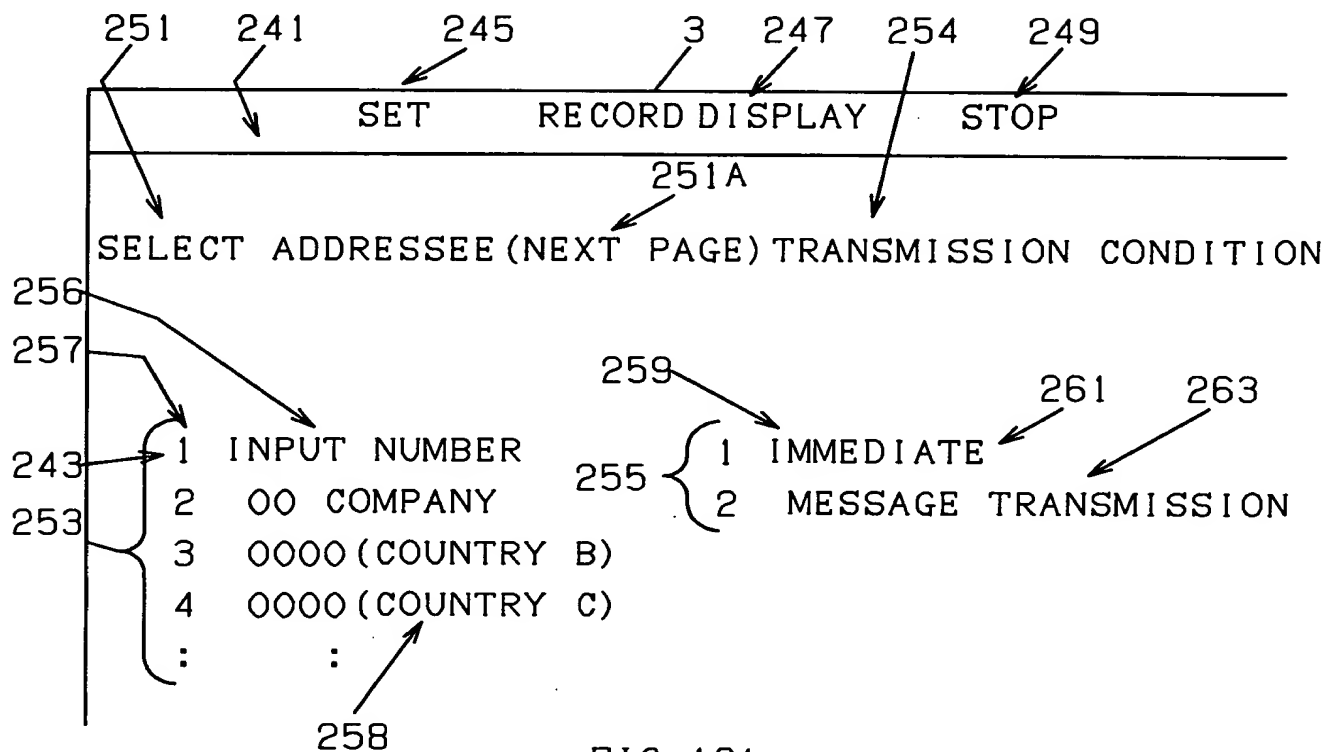 251 241 245 3 247 254 249
SET RECORD DISPLAY STOP
251A
SELECT ADDRESSEE (NEXT PAGE) TRANSMISSION CONDITION
256
257
259 261 263
243 1 INPUT NUMBER 255 1 IMMEDIATE
2 OO COMPANY 2 MESSAGE TRANSMISSION
253
3 OOOO (COUNTRY B)
4 OOOO (COUNTRY C)
: :
258